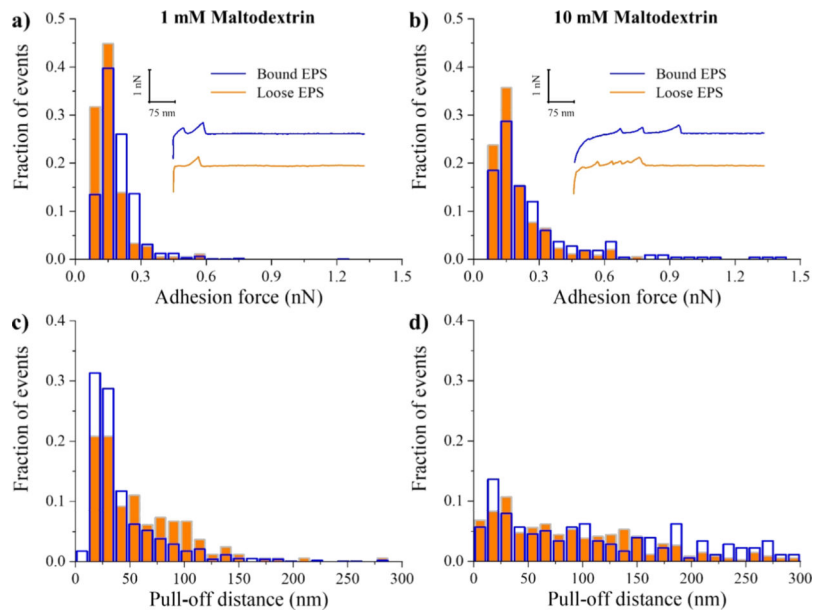 a) 1 mM Maltodextrin
0.5
0.4
0.3
0.2
0.1
0.0
Fraction of events
1 nN
75 nm
Bound EPS
Loose EPS
0.0 0.3 0.6 0.9 1.2 1.5
Adhesion force (nN)
b) 10 mM Maltodextrin
0.5
0.4
0.3
0.2
0.1
0.0
Fraction of events
1 nN
75 nm
Bound EPS
Loose EPS
0.0 0.3 0.6 0.9 1.2 1.5
Adhesion force (nN)
c)
0.4
0.3
0.2
0.1
0.0
Fraction of events
0 50 100 150 200 250 300
Pull-off distance (nm)
d)
0.4
0.3
0.2
0.1
0.0
Fraction of events
0 50 100 150 200 250 300
Pull-off distance (nm)